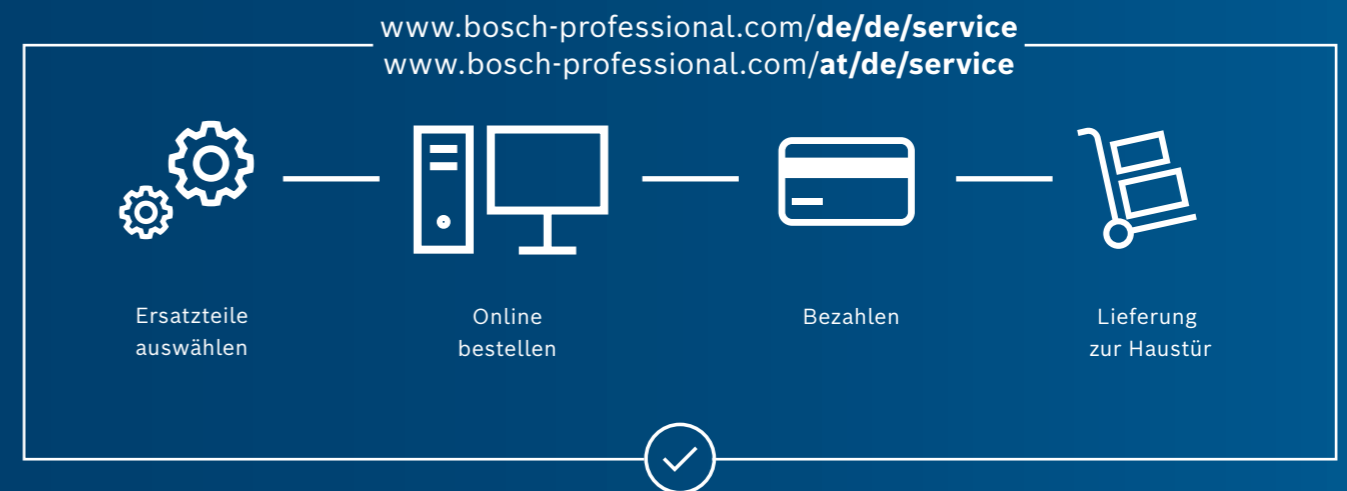 www.bosch-professional.com/de/de/service
www.bosch-professional.com/at/de/service
Ersatzteile
auswählen
Online
bestellen
Bezahlen
Lieferung
zur Haustür